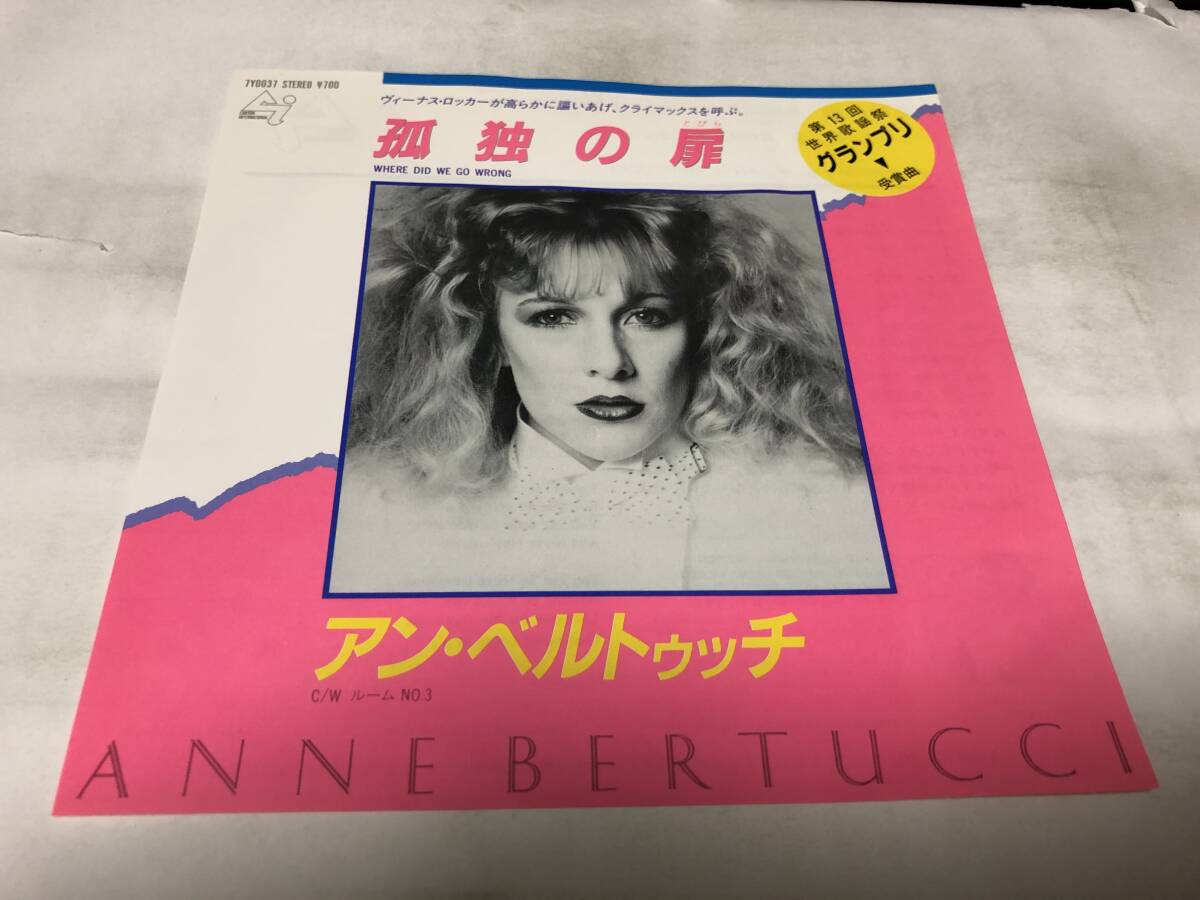 7Y0037 STEREO ¥700
ヴィーナス・ロッカーが高らかに謳いあげ、クライマックスを呼ぶ。
とびら
孤独の扉
WHERE DID WE GO WRONG
第13回
世界歌謡祭
グランプリ
▼
受賞曲
アン・ベルトゥッチ
C/W ルーム NO.3
ANNE BERTUCCI